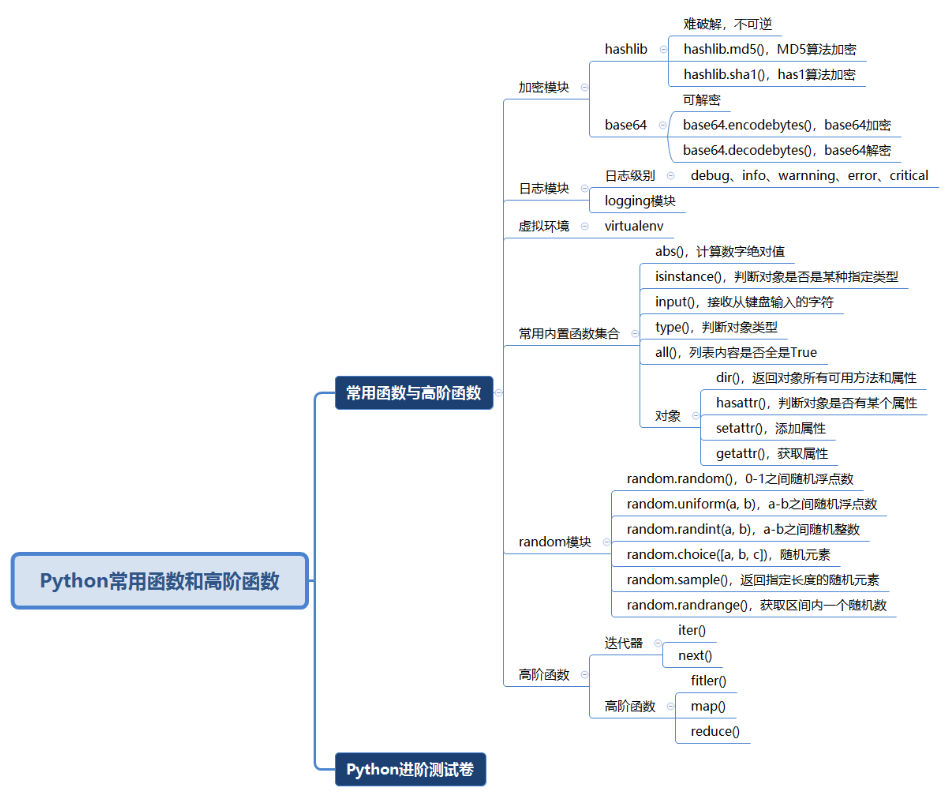 难破解，不可逆
hashlib
hashlib.md5()，MD5算法加密
hashlib.sha1()，has1算法加密
加密模块
可解密
base64
base64.encodebytes()，base64加密
base64.decodebytes()，base64解密
日志级别
debug、info、warnning、error、critical
日志模块
logging模块
虚拟环境
virtualenv
abs()，计算数字绝对值
isinstance()，判断对象是否是某种指定类型
input()，接收从键盘输入的字符
常用内置函数集合
type()，判断对象类型
all()，列表内容是否全是True
dir()，返回对象所有可用方法和属性
常用函数与高阶函数
hasattr()，判断对象是否有某个属性
对象
setattr()，添加属性
getattr()，获取属性
random.random()，0-1之间随机浮点数
random.uniform(a, b)，a-b之间随机浮点数
random.randint(a, b)，a-b之间随机整数
random模块
random.choice([a, b, c])，随机元素
Python常用函数和高阶函数
random.sample()，返回指定长度的随机元素
random.randrange()，获取区间内一个随机数
iter()
迭代器
next()
高阶函数
fitler()
高阶函数
map()
reduce()
Python进阶测试卷